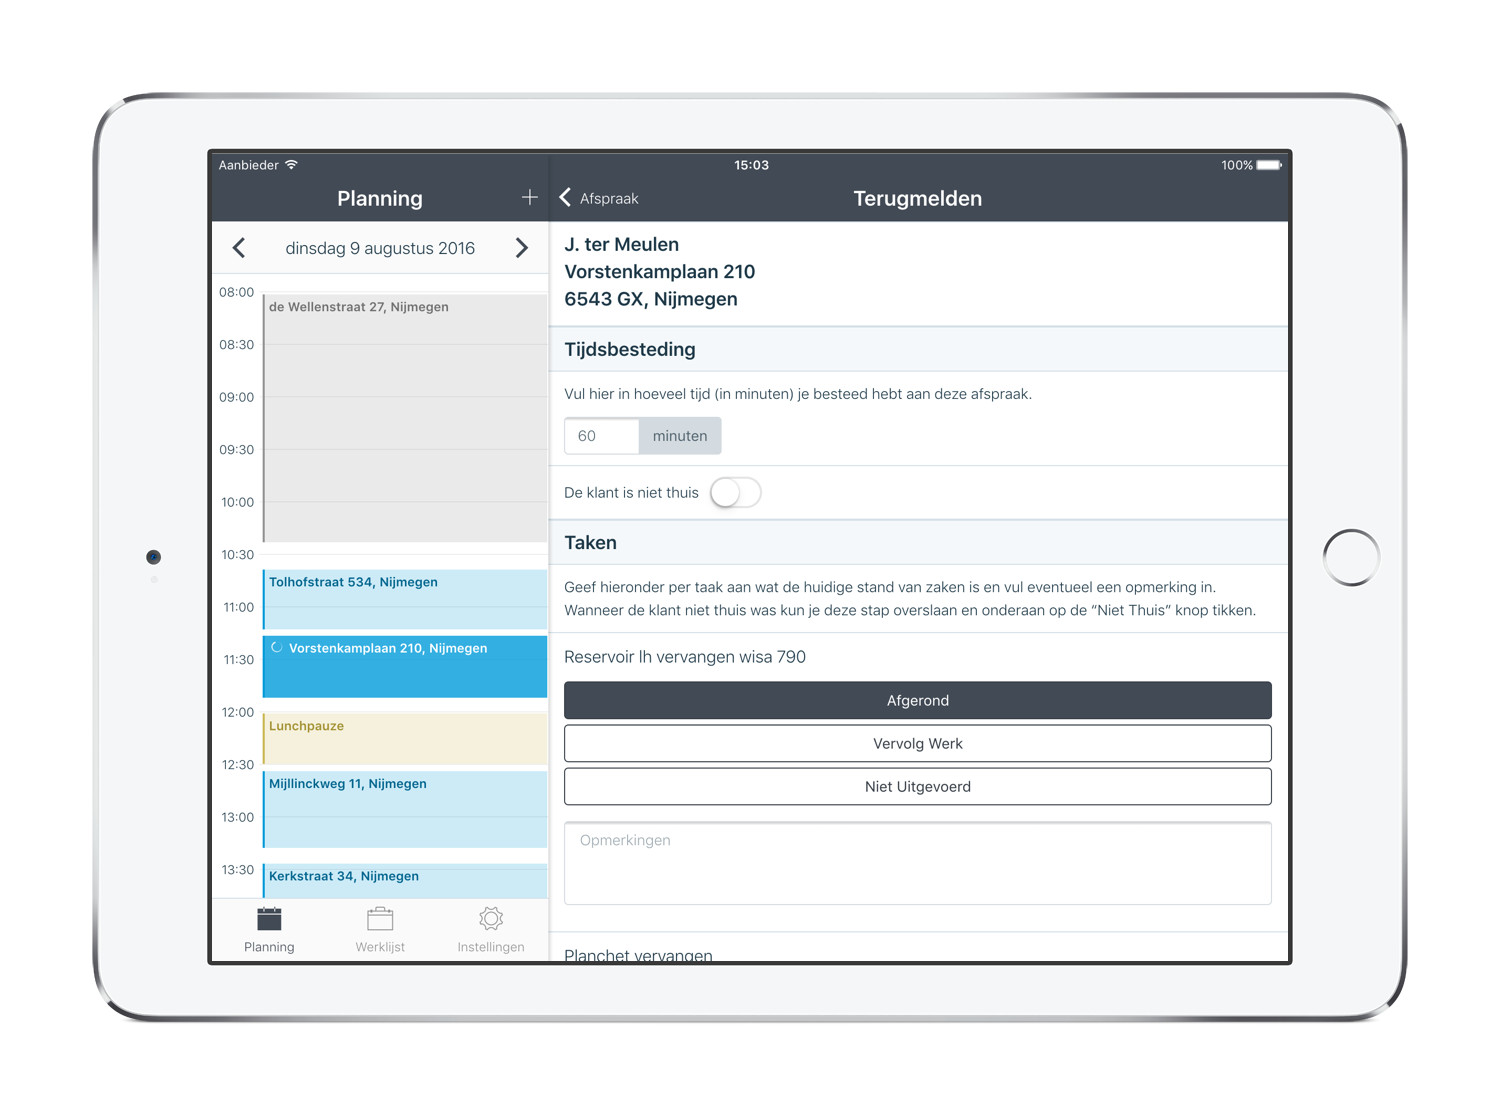 Aanbieder
15:03
100%
Planning
+
Afspraak
Terugmelden
dinsdag 9 augustus 2016
08:00
de Wellenstraat 27, Nijmegen
08:30
09:00
09:30
10:00
10:30
Tolhofstraat 534, Nijmegen
11:00
Vorstenkamplaan 210, Nijmegen
11:30
12:00
Lunchpauze
12:30
Mijllinckweg 11, Nijmegen
13:00
13:30
Kerkstraat 34, Nijmegen
Planning
Werklijst
Instellingen
J. ter Meulen
Vorstenkamplaan 210
6543 GX, Nijmegen
Tijdsbesteding
Vul hier in hoeveel tijd (in minuten) je besteed hebt aan deze afspraak.
60 minuten
De klant is niet thuis
Taken
Geef hieronder per taak aan wat de huidige stand van zaken is en vul eventueel een opmerking in.
Wanneer de klant niet thuis was kun je deze stap overslaan en onderaan op de “Niet Thuis” knop tikken.
Reservoir lh vervangen wisa 790
Afgerond
Vervolg Werk
Niet Uitgevoerd
Opmerkingen
Planchet vervangen